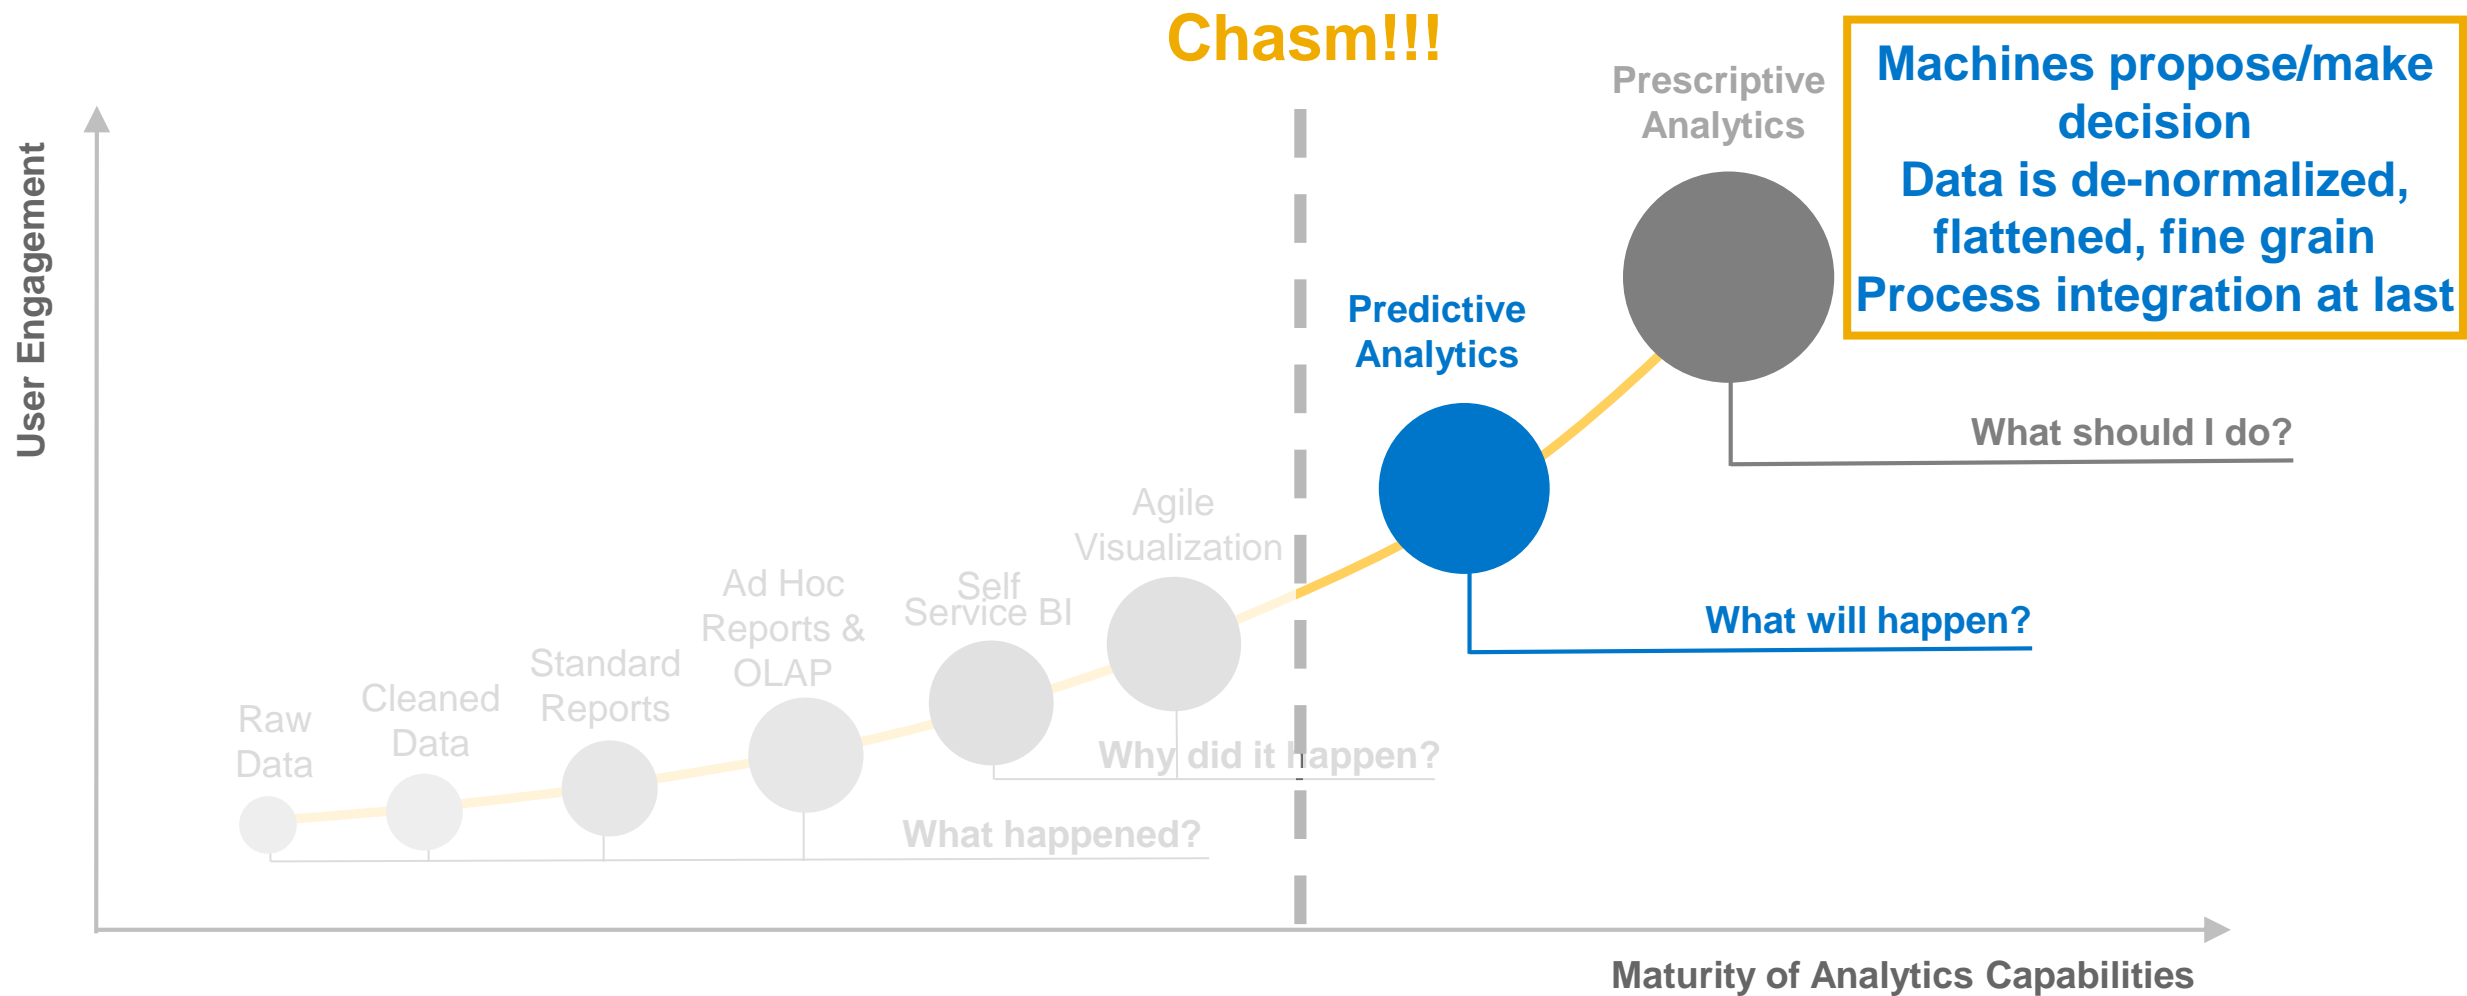 Chasm!!!
Machines propose/make
decision
Data is de-normalized,
flattened, fine grain
Process integration at last
Prescriptive
Analytics
User Engagement
Predictive
Analytics
What should I do?
Agile
Visualization
Ad Hoc
Reports &
OLAP
Self
Service BI
What will happen?
Standard
Reports
Cleaned
Data
Raw
Data
Why did it happen?
What happened?
Maturity of Analytics Capabilities